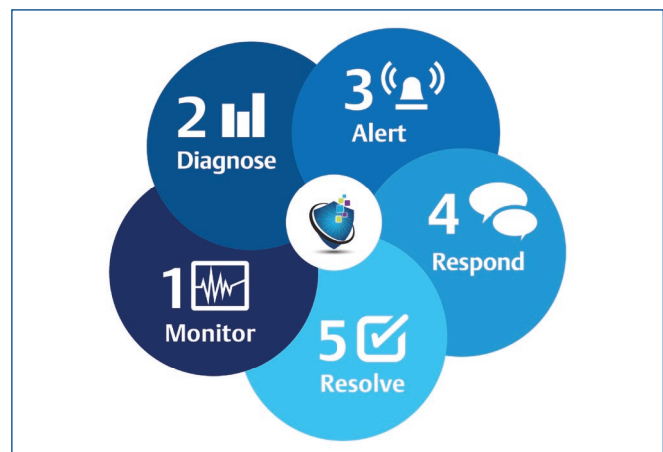 1
Monitor
2
Diagnose
3
Alert
4
Respond
5
Resolve